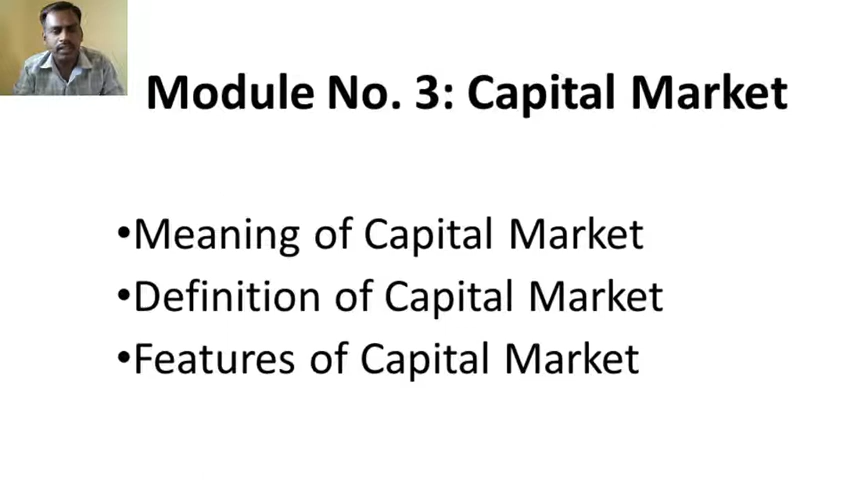 Module No. 3: Capital Market
•Meaning of Capital Market
•Definition of Capital Market
•Features of Capital Market